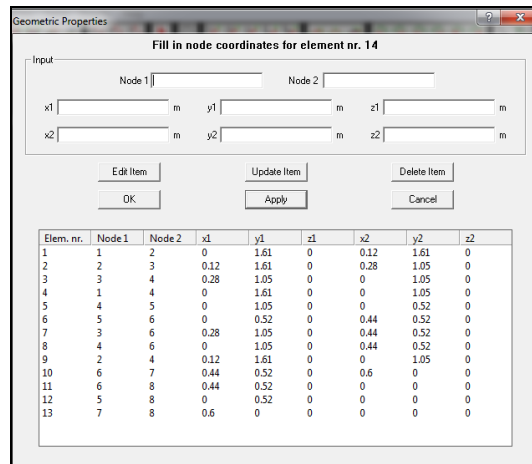 Geometric Properties
Fill in node coordinates for element nr. 14
Input
Node 1 Node 2
x1 m y1 m z1 m
x2 m y2 m z2 m
Edit Item Update Item Delete Item
OK Apply Cancel
Elem. nr. Node 1 Node 2 x1 y1 z1 x2 y2 z2
1 1 2 0 1.61 0 0.12 1.61 0
2 2 3 0.12 1.61 0 0.28 1.05 0
3 3 4 0.28 1.05 0 0 1.05 0
4 1 4 0 1.61 0 0 1.05 0
5 4 5 0 1.05 0 0 0.52 0
6 5 6 0 0.52 0 0.44 0.52 0
7 3 6 0.28 1.05 0 0.44 0.52 0
8 4 6 0 1.05 0 0.44 0.52 0
9 2 4 0.12 1.61 0 0 1.05 0
10 6 7 0.44 0.52 0 0.6 0 0
11 6 8 0.44 0.52 0 0 0 0
12 5 8 0 0.52 0 0 0 0
13 7 8 0.6 0 0 0 0 0